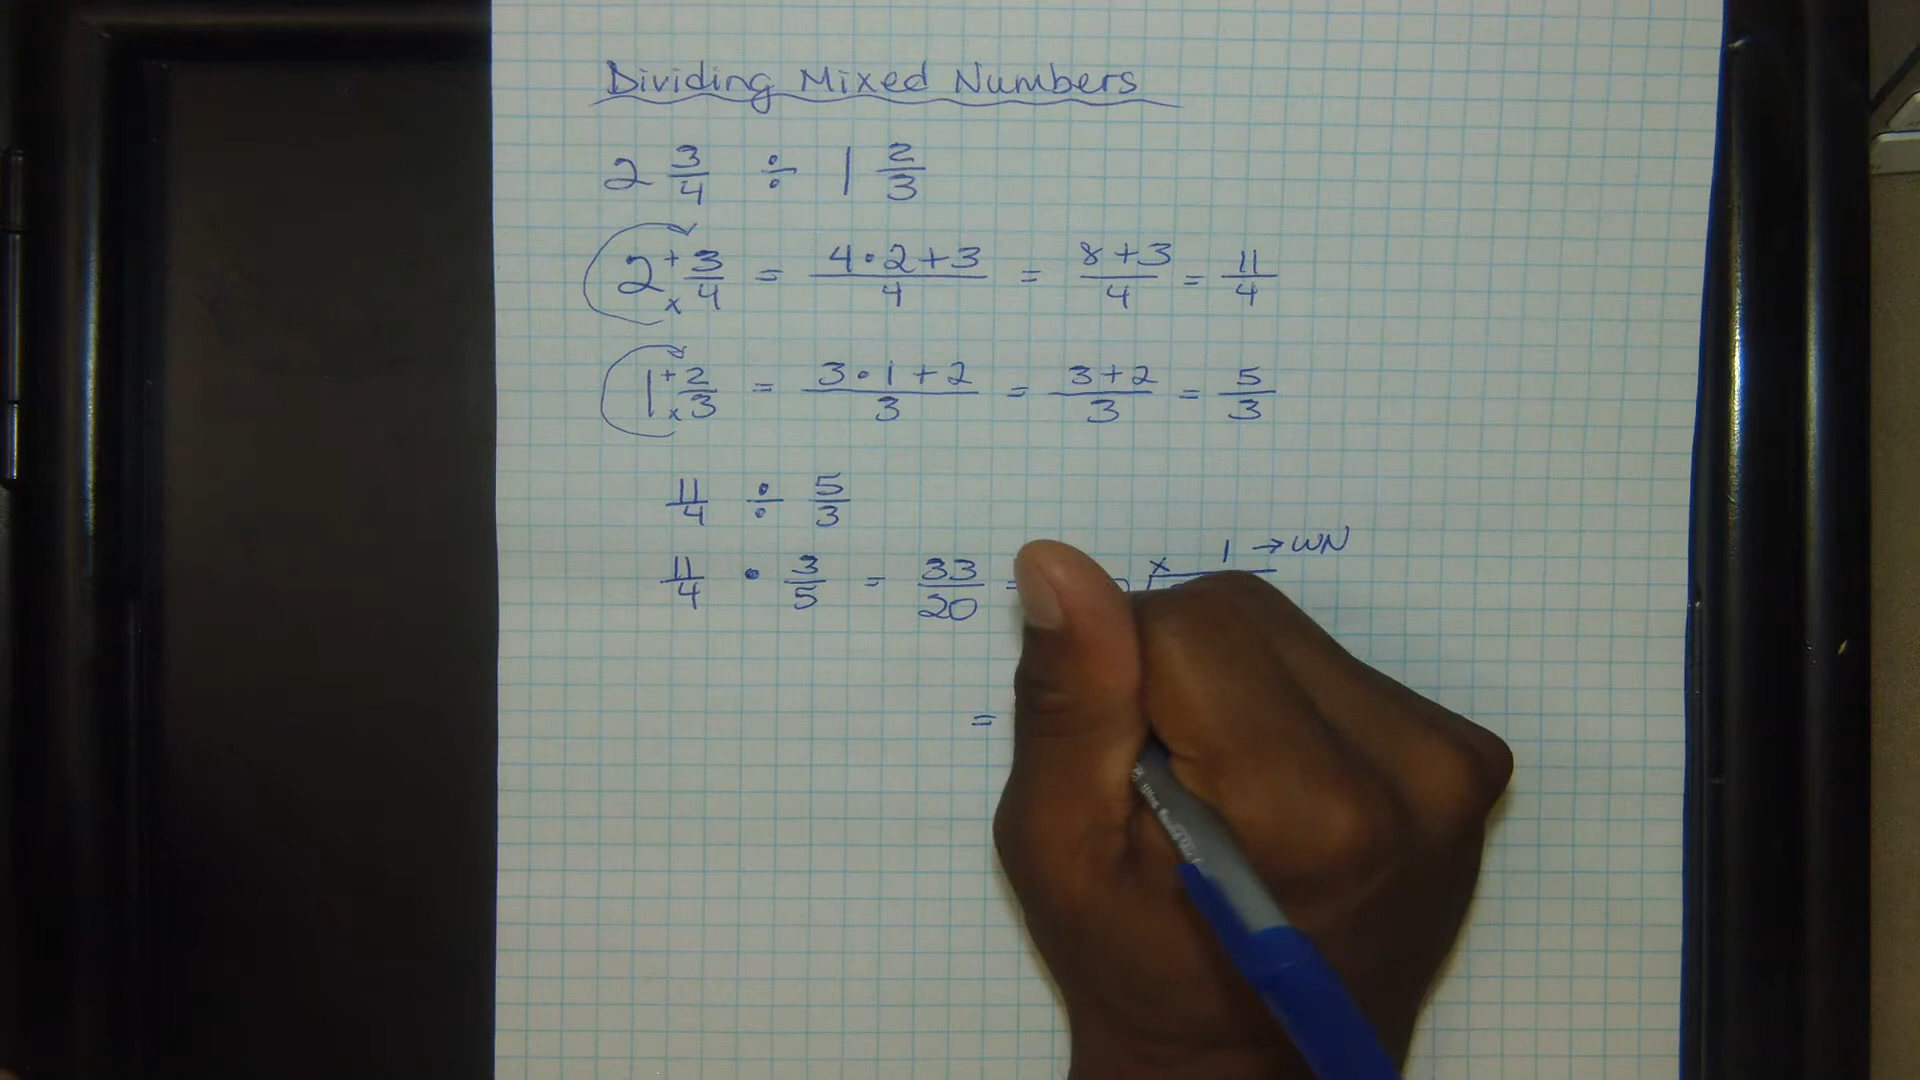 Dividing Mixed Numbers
2 3/4 ÷ 1 2/3
2 + 3/4 x = 4•2+3/4 = 8+3/4 = 11/4
1 + 2/3 x = 3•1+2/3 = 3+2/3 = 5/3
11/4 ÷ 5/3
x 1 → WN
11/4 • 3/5 = 33/20 =
=